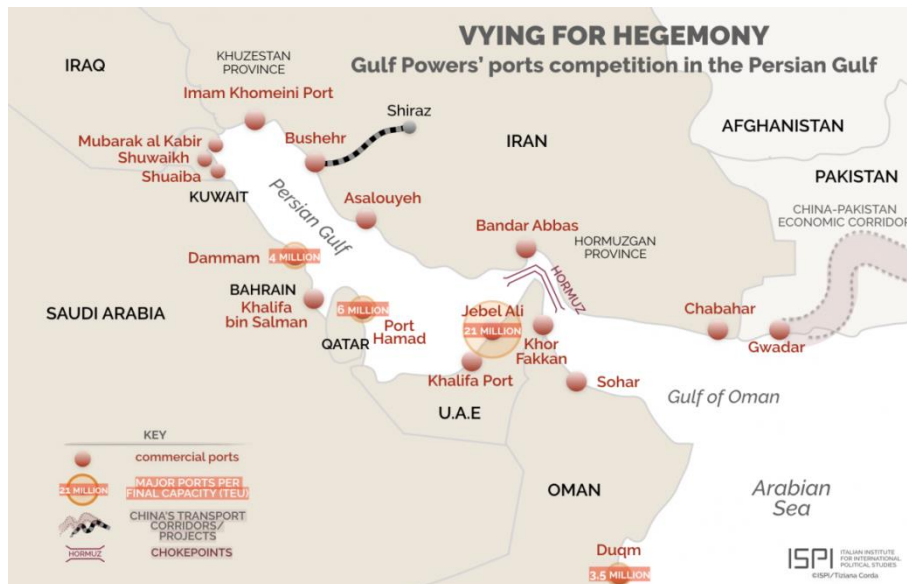 VYING FOR HEGEMONY
Gulf Powers' ports competition in the Persian Gulf
IRAQ
KHUZESTAN
PROVINCE
Imam Khomeini Port
Shiraz
Mubarak al Kabir
Bushehr
IRAN
AFGHANISTAN
Shuwaikh
Shuaiba
PAKISTAN
KUWAIT
Persian Gulf
Asalouyeh
CHINA-PAKISTAN
ECONOMIC CORRIDOR
Bandar Abbas
HORMUZGAN
PROVINCE
Dammam
4 MILLION
HORMUZ
BAHRAIN
Khalifa
bin Salman
SAUDI ARABIA
6 MILLION
Port
Hamad
QATAR
Jebel Ali
21 MILLION
Khor
Fakkan
Chabahar
Gwadar
Khalifa Port
Sohar
Gulf of Oman
U.A.E
KEY
commercial ports
21 MILLION
MAJOR PORTS PER
FINAL CAPACITY (TEU)
CHINA'S TRANSPORT
CORRIDORS/
PROJECTS
HORMUZ
CHOKEPOINTS
OMAN
Arabian
Sea
Duqm
3.5 MILLION
ISPI
ITALIAN INSTITUTE
FOR INTERNATIONAL
POLITICAL STUDIES
©ISPI/Tiziana Corda